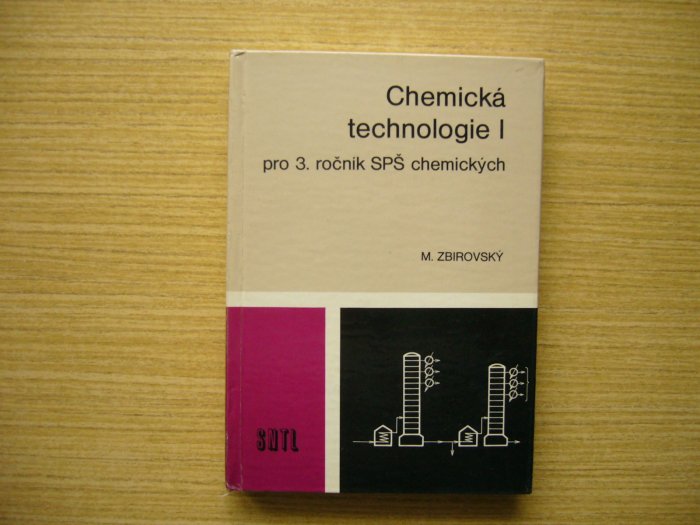 Chemická
technologie I
pro 3. ročník SPŠ chemických
M. ZBIROVSKÝ
SNTL